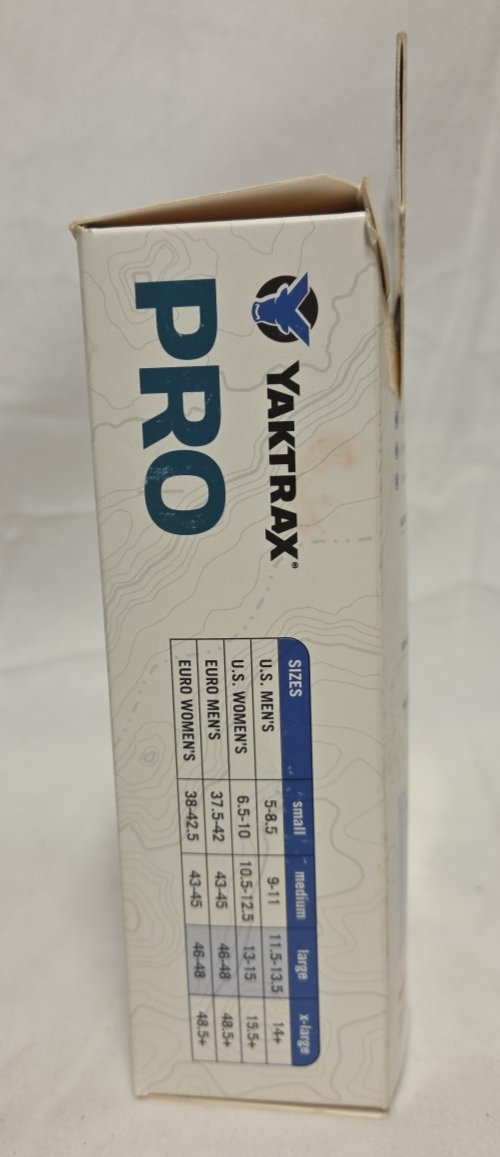 YAKTRAX®
PRO
SIZES small medium large x-large
U.S. MEN'S 5-8.5 9-11 11.5-13.5 14+
U.S. WOMEN'S 6.5-10 10.5-12.5 13-15 15.5+
EURO MEN'S 37.5-42 43-45 46-48 48.5+
EURO WOMEN'S 38-42.5 43-45 46-48 48.5+